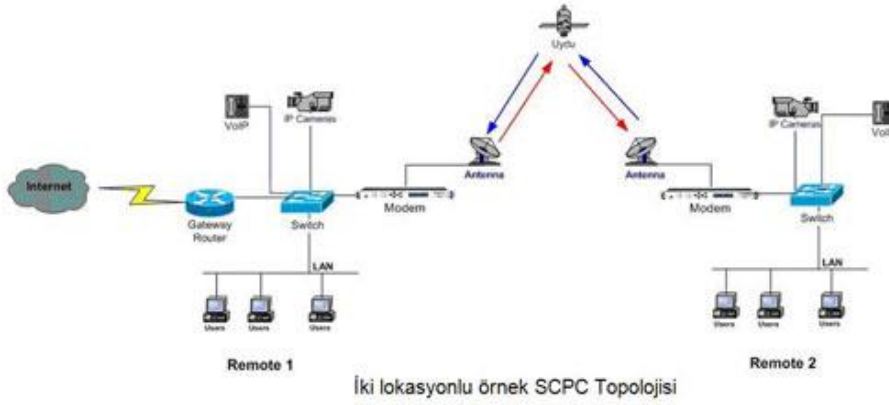 Uydu
VoIP
IP Cameras
IP Cameras
VoI
Antenna
Antenna
Internet
Gateway
Router
Switch
Modem
Modem
Switch
LAN
LAN
Users
Users
Users
Users
Users
Users
Remote 1
Remote 2
İki lokasyonlu örnek SCPC Topolojisi